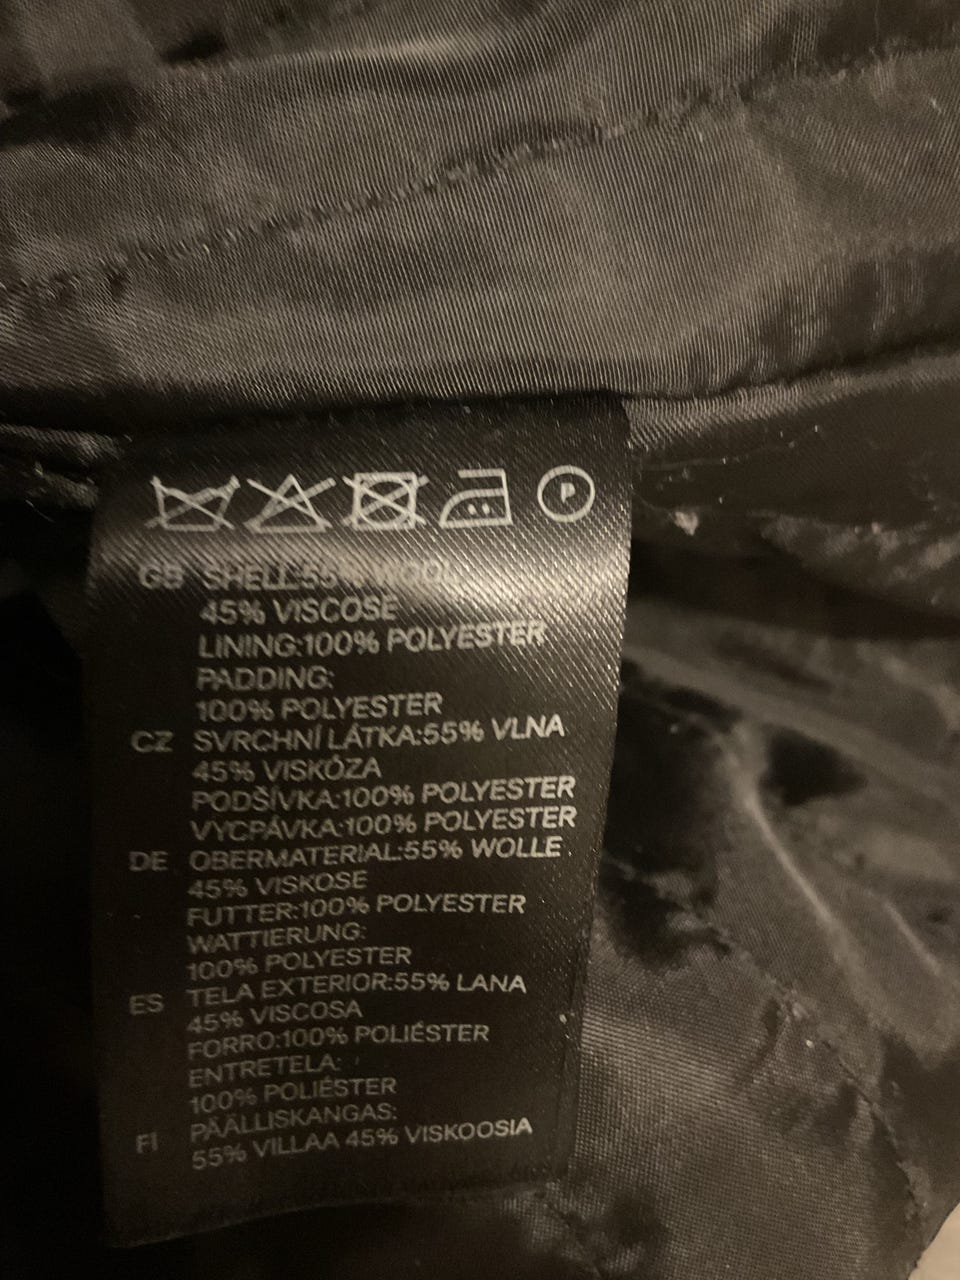 P
GB SHELL:55% WOOL
45% VISCOSE
LINING:100% POLYESTER
PADDING:
100% POLYESTER
CZ SVRCHNÍ LÁTKA:55% VLNA
45% VISKÓZA
PODŠÍVKA:100% POLYESTER
VYCPÁVKA:100% POLYESTER
DE OBERMATERIAL:55% WOLLE
45% VISKOSE
FUTTER:100% POLYESTER
WATTIERUNG:
100% POLYESTER
ES TELA EXTERIOR:55% LANA
45% VISCOSA
FORRO:100% POLIÉSTER
ENTRETELA:
100% POLIÉSTER
FI PÄÄLLISKANGAS:
55% VILLAA 45% VISKOOSIA